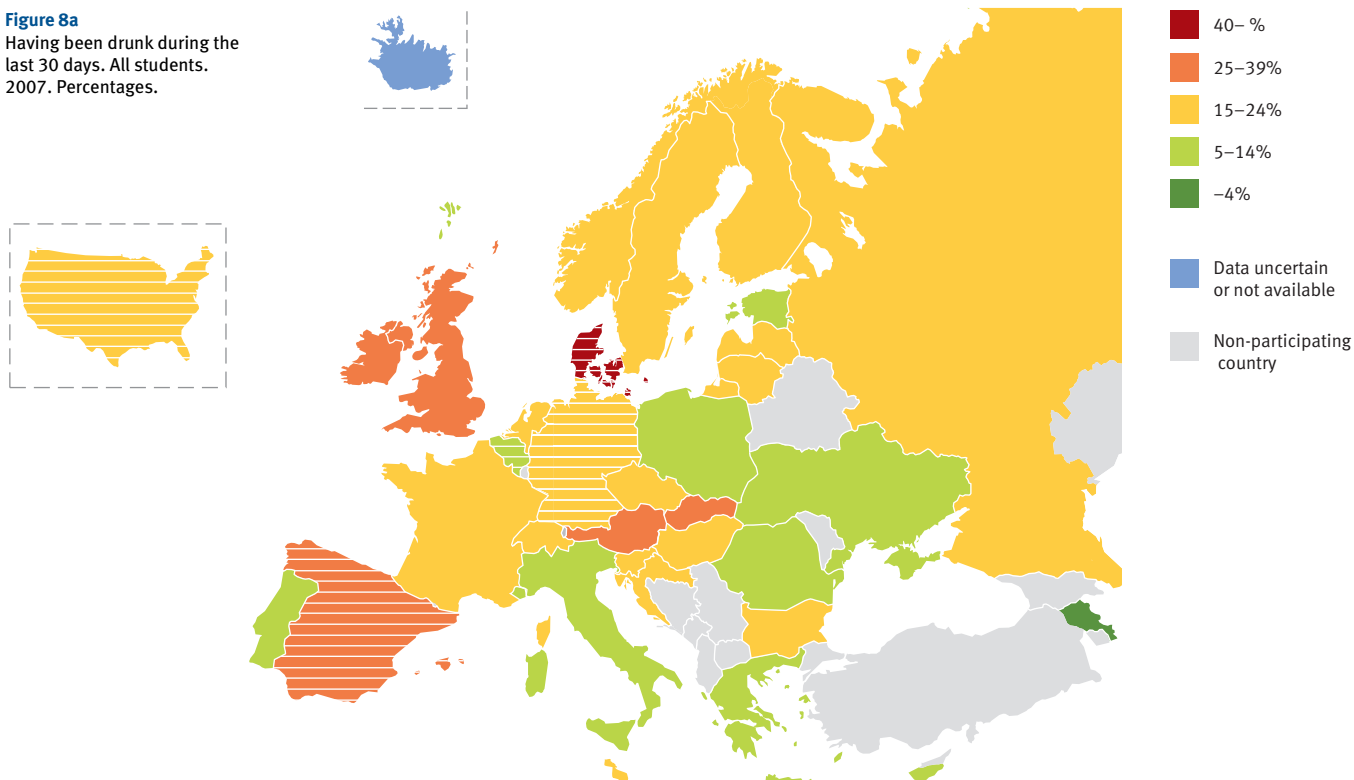 Figure 8a
Having been drunk during the
last 30 days. All students.
2007. Percentages.
40– %
25–39%
15–24%
5–14%
–4%
Data uncertain
or not available
Non-participating
country